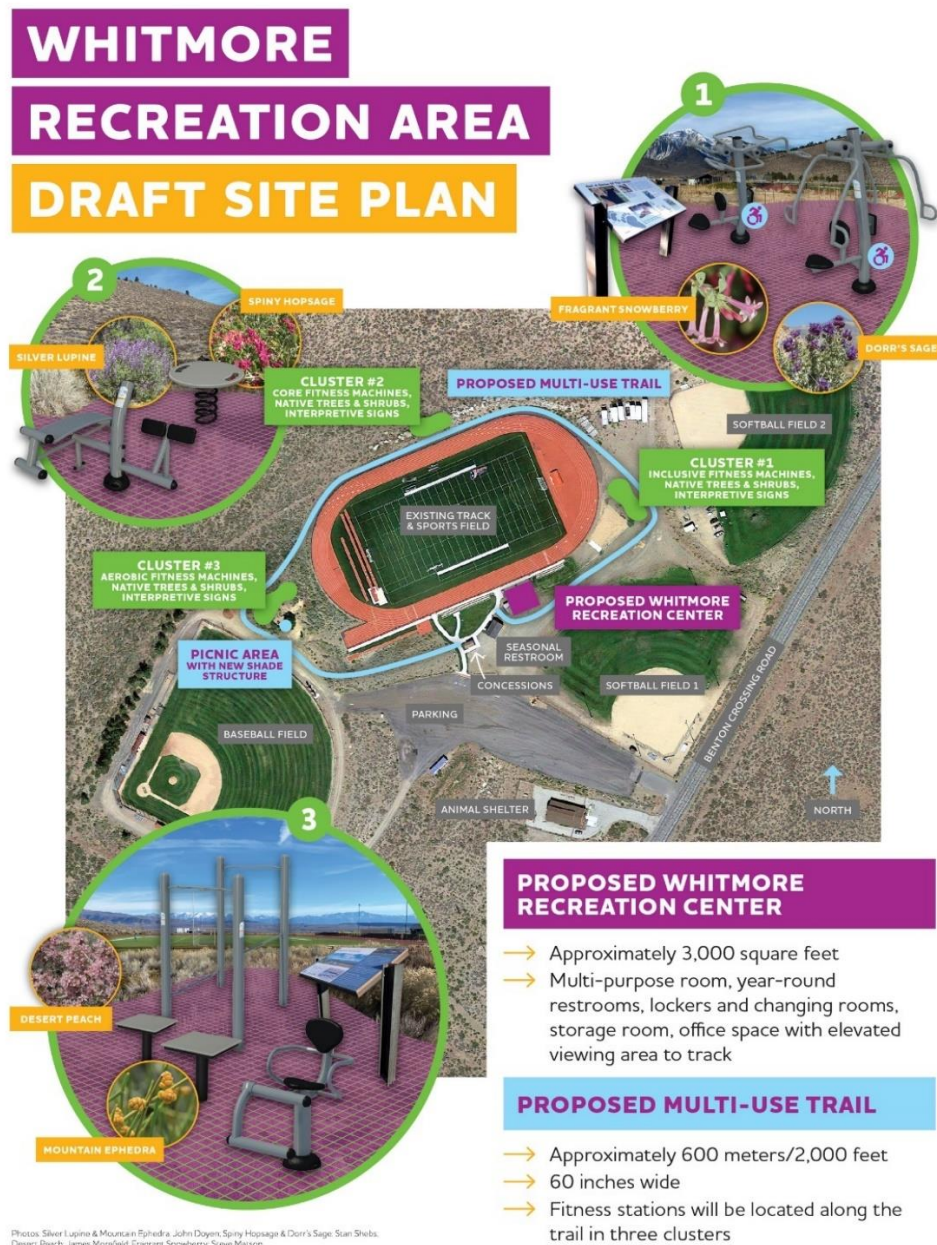 WHITMORE
RECREATION AREA
DRAFT SITE PLAN
1
FRAGRANT SNOWBERRY
DORR'S SAGE
2
SPINY HOPSAGE
SILVER LUPINE
CLUSTER #2
CORE FITNESS MACHINES,
NATIVE TREES & SHRUBS,
INTERPRETIVE SIGNS
PROPOSED MULTI-USE TRAIL
SOFTBALL FIELD 2
CLUSTER #1
INCLUSIVE FITNESS MACHINES,
NATIVE TREES & SHRUBS,
INTERPRETIVE SIGNS
EXISTING TRACK
& SPORTS FIELD
CLUSTER #3
AEROBIC FITNESS MACHINES,
NATIVE TREES & SHRUBS,
INTERPRETIVE SIGNS
PROPOSED WHITMORE
RECREATION CENTER
PICNIC AREA
WITH NEW SHADE
STRUCTURE
SEASONAL
RESTROOM
CONCESSIONS
SOFTBALL FIELD 1
PARKING
BASEBALL FIELD
BENTON CROSSING ROAD
ANIMAL SHELTER
NORTH
3
DESERT PEACH
MOUNTAIN EPHEDRA
PROPOSED WHITMORE
RECREATION CENTER
→ Approximately 3,000 square feet
→ Multi-purpose room, year-round
restrooms, lockers and changing rooms,
storage room, office space with elevated
viewing area to track
PROPOSED MULTI-USE TRAIL
→ Approximately 600 meters/2,000 feet
→ 60 inches wide
→ Fitness stations will be located along the
trail in three clusters
Photos: Silver Lupine & Mountain Ephedra: John Doyen; Spiny Hopsage & Dorr's Sage: Stan Shebs;
Desert Peach: James Fragrant Snowberry: Steve